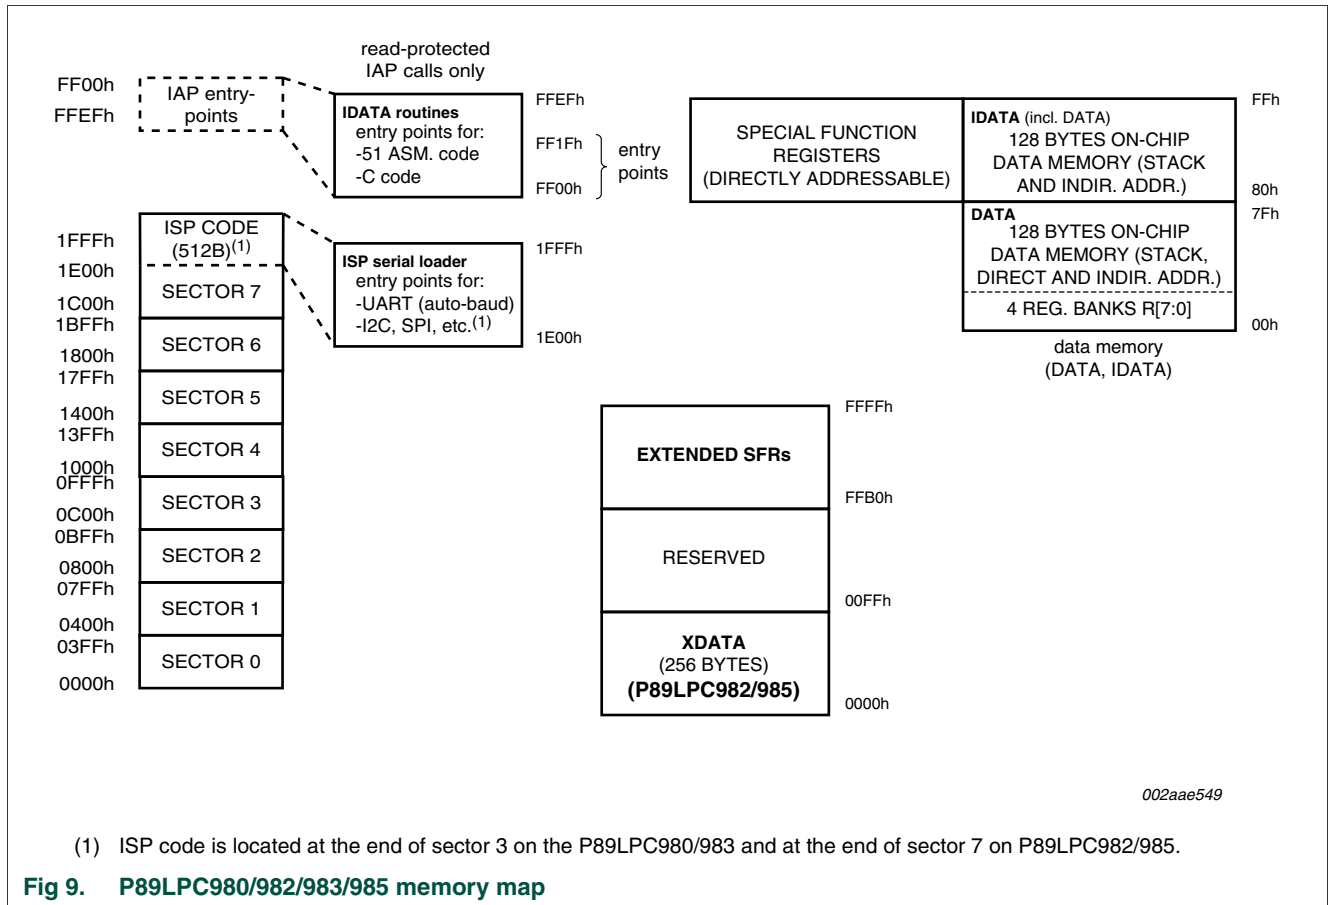 read-protected
IAP calls only
FF00h
FFEFh
IAP entry-
points
IDATA routines
entry points for:
-51 ASM. code
-C code
FFEFh
FF1Fh
FF00h
entry
points
SPECIAL FUNCTION
REGISTERS
(DIRECTLY ADDRESSABLE)
IDATA (incl. DATA)
128 BYTES ON-CHIP
DATA MEMORY (STACK
AND INDIR. ADDR.)
FFh
80h
DATA
128 BYTES ON-CHIP
DATA MEMORY (STACK,
DIRECT AND INDIR. ADDR.)
4 REG. BANKS R[7:0]
7Fh
00h
data memory
(DATA, IDATA)
ISP CODE
(512B)(1)
1FFFh
1E00h
SECTOR 7
1C00h
1BFFh
SECTOR 6
1800h
17FFh
SECTOR 5
1400h
13FFh
SECTOR 4
1000h
0FFFh
SECTOR 3
0C00h
0BFFh
SECTOR 2
0800h
07FFh
SECTOR 1
0400h
03FFh
SECTOR 0
0000h
ISP serial loader
entry points for:
-UART (auto-baud)
-I2C, SPI, etc.(1)
1FFFh
1E00h
FFFFh
EXTENDED SFRs
FFB0h
RESERVED
00FFh
XDATA
(256 BYTES)
(P89LPC982/985)
0000h
002aae549
(1) ISP code is located at the end of sector 3 on the P89LPC980/983 and at the end of sector 7 on P89LPC982/985.
Fig 9. P89LPC980/982/983/985 memory map